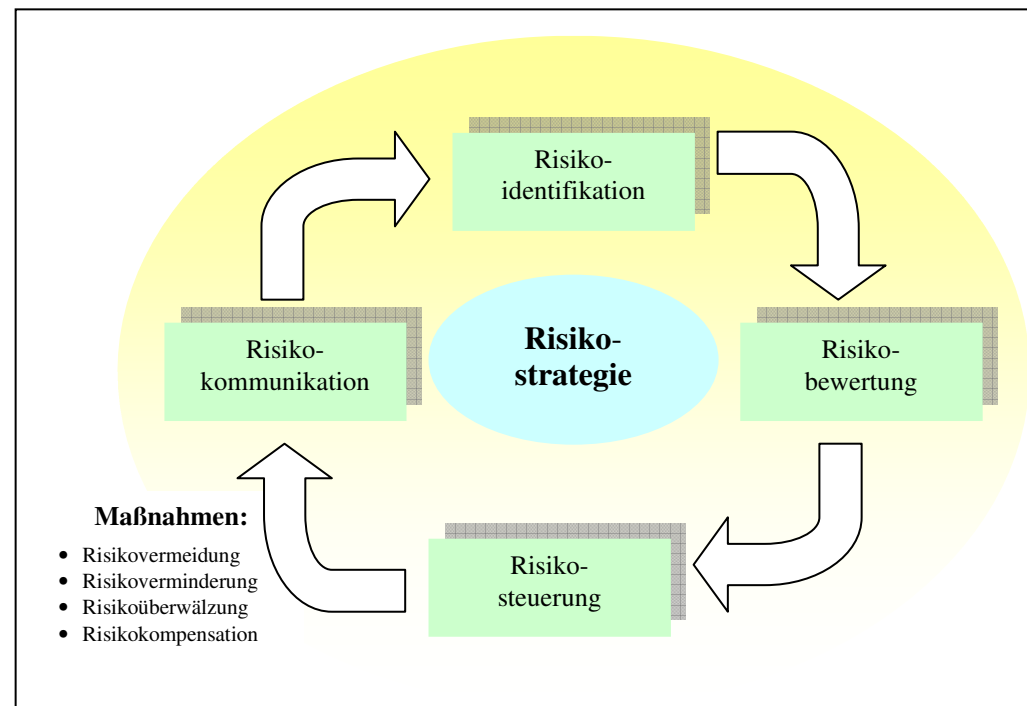 Risiko-
identifikation
Risiko-
kommunikation
Risiko-
strategie
Risiko-
bewertung
Maßnahmen:
• Risikovermeidung
• Risikoverminderung
• Risikoüberwälzung
• Risikokompensation
Risiko-
steuerung